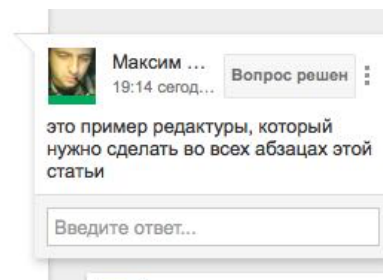 Максим ...
Вопрос решен
19:14 сегод...
это пример редактуры, который
нужно сделать во всех абзацах этой
статьи
Введите ответ...